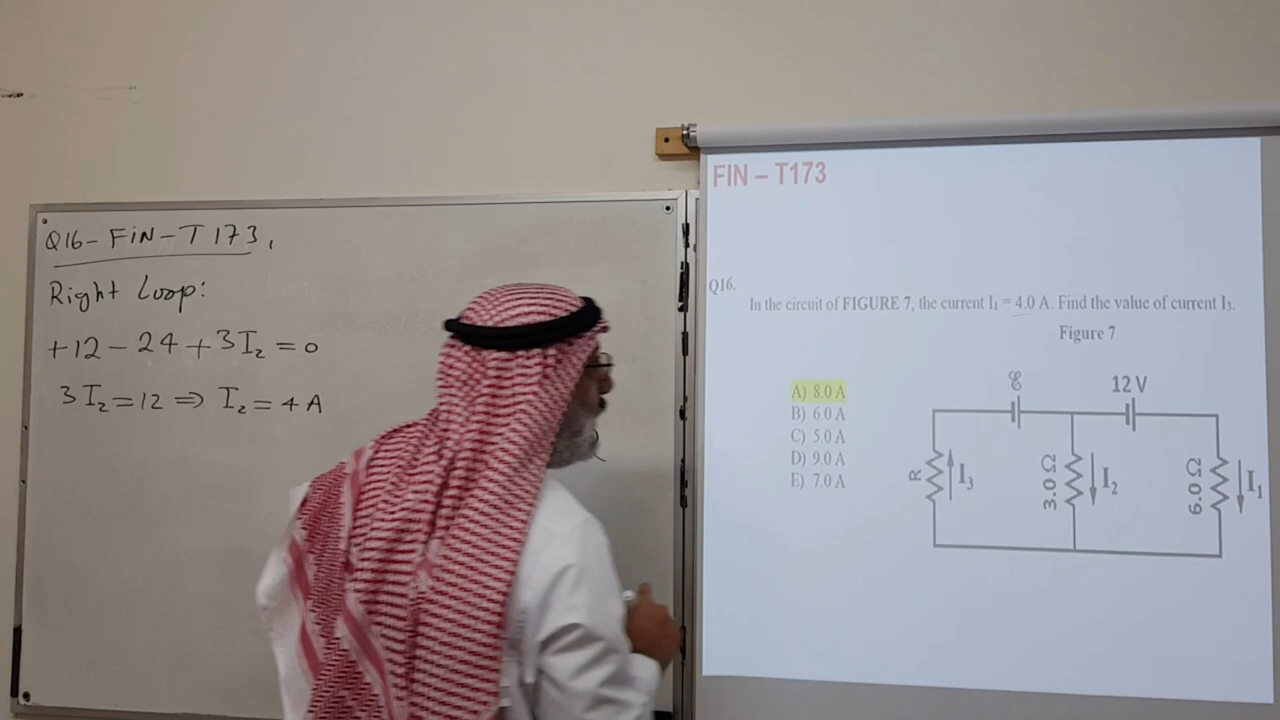 Q16- FiN-T 173.
Right Loop:
+12 - 24 + 3I₂ = 0
3I₂ = 12 ⇒ I₂ = 4 A
FIN – T173
Q16.
In the circuit of FIGURE 7, the current I₁ = 4.0 A. Find the value of current I₃.
Figure 7
A) 8.0 A
B) 6.0 A
C) 5.0 A
D) 9.0 A
E) 7.0 A
ℰ
12 V
R
I₃
3.0 Ω
I₂
6.0 Ω
I₁